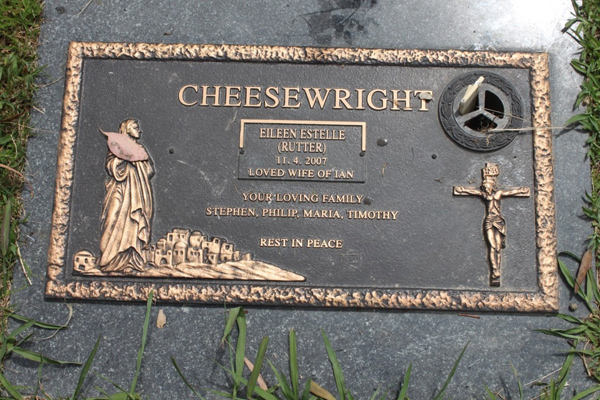 CHEESEWRIGHT
EILEEN ESTELLE
(RUTTER)
11. 4. 2007
LOVED WIFE OF IAN
YOUR LOVING FAMILY
STEPHEN, PHILIP, MARIA, TIMOTHY
REST IN PEACE